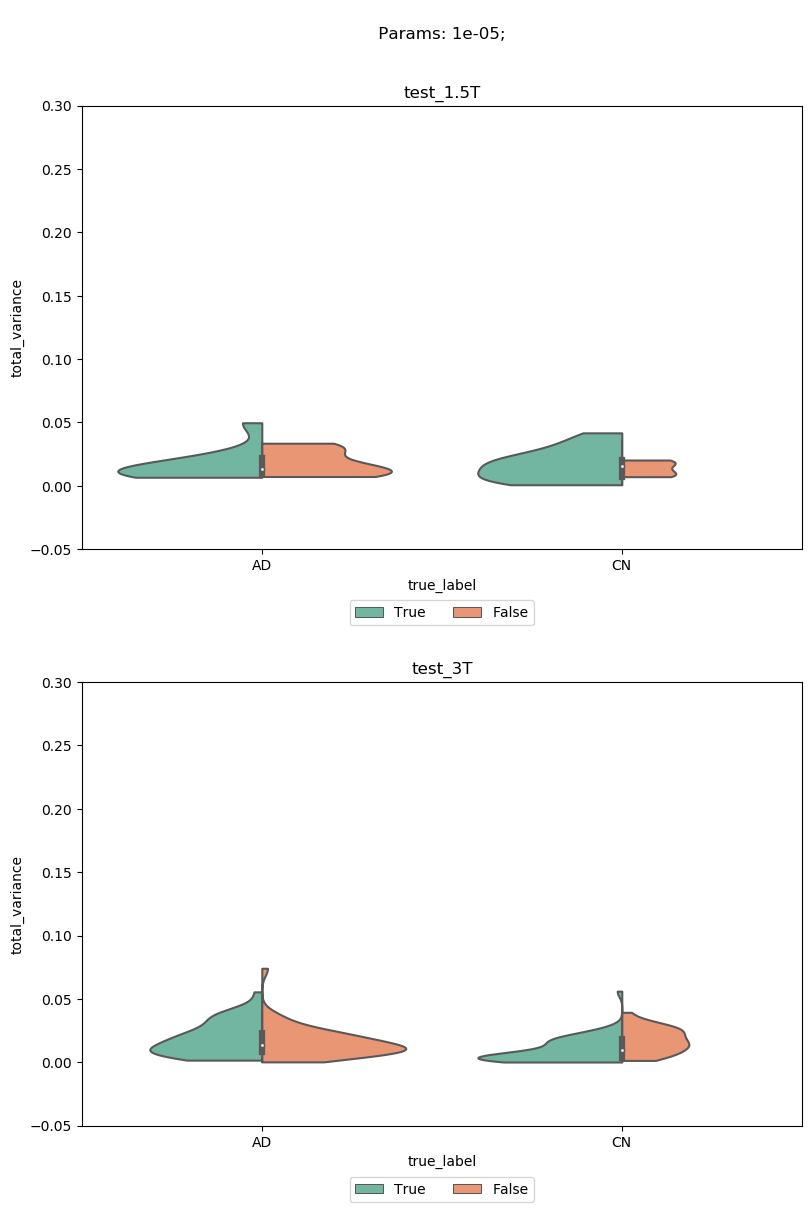 Params: 1e-05;
test_1.5T
0.30
0.25
0.20
0.15
0.10
0.05
0.00
−0.05
total_variance
AD CN
true_label
True False
test_3T
0.30
0.25
0.20
0.15
0.10
0.05
0.00
−0.05
total_variance
AD CN
true_label
True False